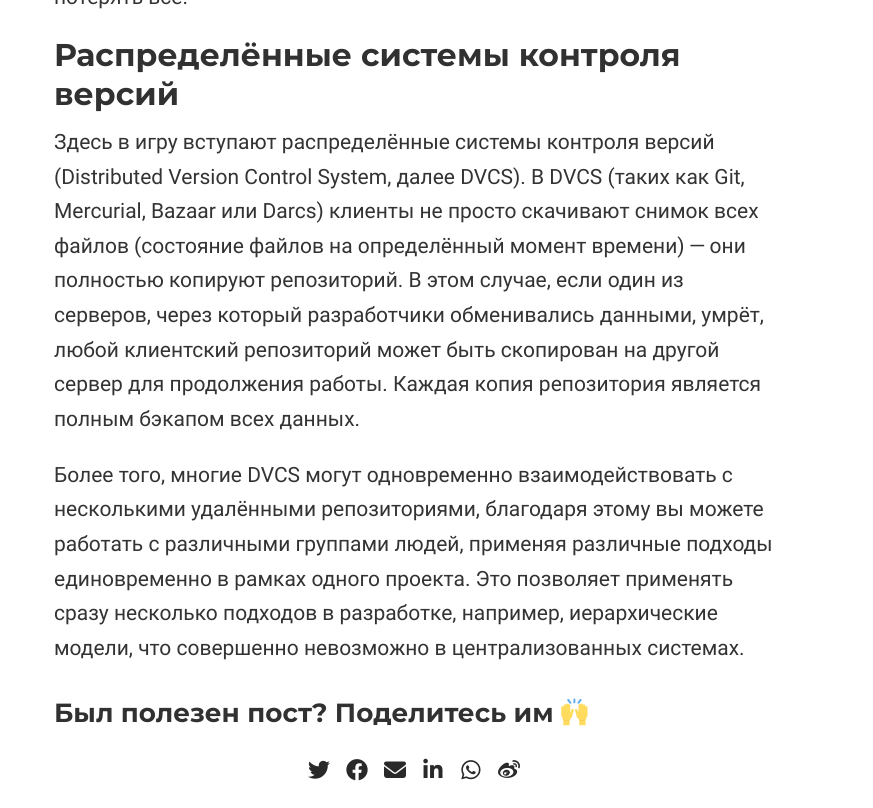 потерять всё.
Распределённые системы контроля
версий
Здесь в игру вступают распределённые системы контроля версий
(Distributed Version Control System, далее DVCS). В DVCS (таких как Git,
Mercurial, Bazaar или Darcs) клиенты не просто скачивают снимок всех
файлов (состояние файлов на определённый момент времени) — они
полностью копируют репозиторий. В этом случае, если один из
серверов, через который разработчики обменивались данными, умрёт,
любой клиентский репозиторий может быть скопирован на другой
сервер для продолжения работы. Каждая копия репозитория является
полным бэкапом всех данных.
Более того, многие DVCS могут одновременно взаимодействовать с
несколькими удалёнными репозиториями, благодаря этому вы можете
работать с различными группами людей, применяя различные подходы
единовременно в рамках одного проекта. Это позволяет применять
сразу несколько подходов в разработке, например, иерархические
модели, что совершенно невозможно в централизованных системах.
Был полезен пост? Поделитесь им 🙌